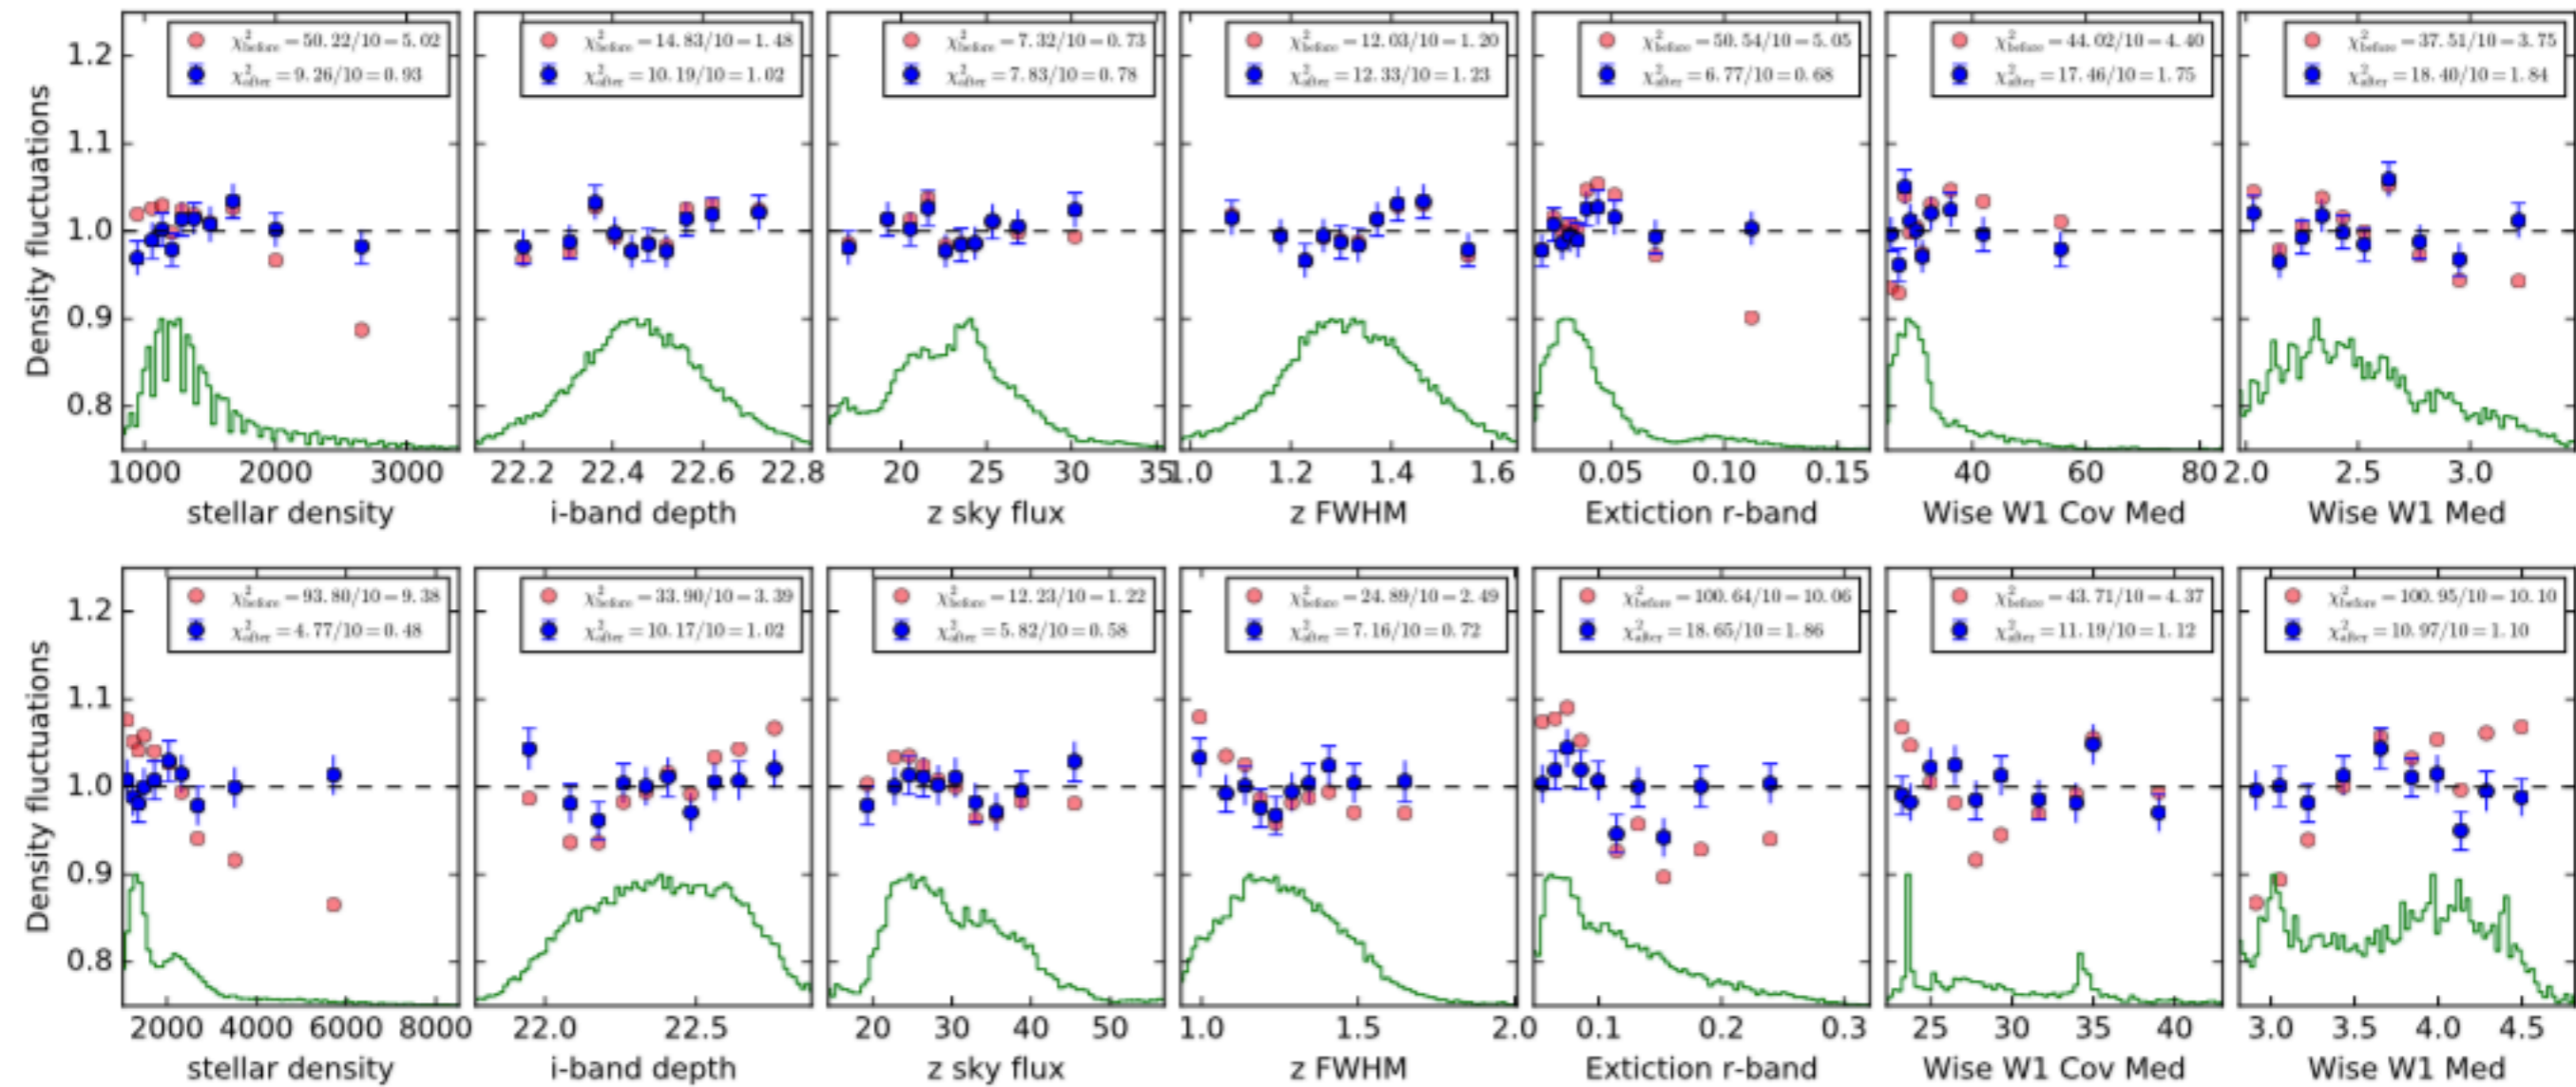 χ²before = 50.22/10 = 5.02
χ²after = 9.26/10 = 0.93
χ²before = 14.83/10 = 1.48
χ²after = 10.19/10 = 1.02
χ²before = 7.32/10 = 0.73
χ²after = 7.83/10 = 0.78
χ²before = 12.03/10 = 1.20
χ²after = 12.33/10 = 1.23
χ²before = 50.54/10 = 5.05
χ²after = 6.77/10 = 0.68
χ²before = 44.02/10 = 4.40
χ²after = 17.46/10 = 1.75
χ²before = 37.51/10 = 3.75
χ²after = 18.40/10 = 1.84
Density fluctuations
1.2
1.1
1.0
0.9
0.8
1000 2000 3000
22.2 22.4 22.6 22.8
20 25 30 35
1.0 1.2 1.4 1.6
0.05 0.10 0.15
40 60 80
2.0 2.5 3.0
stellar density
i-band depth
z sky flux
z FWHM
Extiction r-band
Wise W1 Cov Med
Wise W1 Med
χ²before = 93.80/10 = 9.38
χ²after = 4.77/10 = 0.48
χ²before = 33.90/10 = 3.39
χ²after = 10.17/10 = 1.02
χ²before = 12.23/10 = 1.22
χ²after = 5.82/10 = 0.58
χ²before = 24.89/10 = 2.49
χ²after = 7.16/10 = 0.72
χ²before = 100.64/10 = 10.06
χ²after = 18.65/10 = 1.86
χ²before = 43.71/10 = 4.37
χ²after = 11.19/10 = 1.12
χ²before = 100.95/10 = 10.10
χ²after = 10.97/10 = 1.10
Density fluctuations
1.2
1.1
1.0
0.9
0.8
2000 4000 6000 8000
22.0 22.5
20 30 40 50
1.0 1.5
0.1 0.2 0.3
25 30 35 40
3.0 3.5 4.0 4.5
stellar density
i-band depth
z sky flux
z FWHM
Extiction r-band
Wise W1 Cov Med
Wise W1 Med